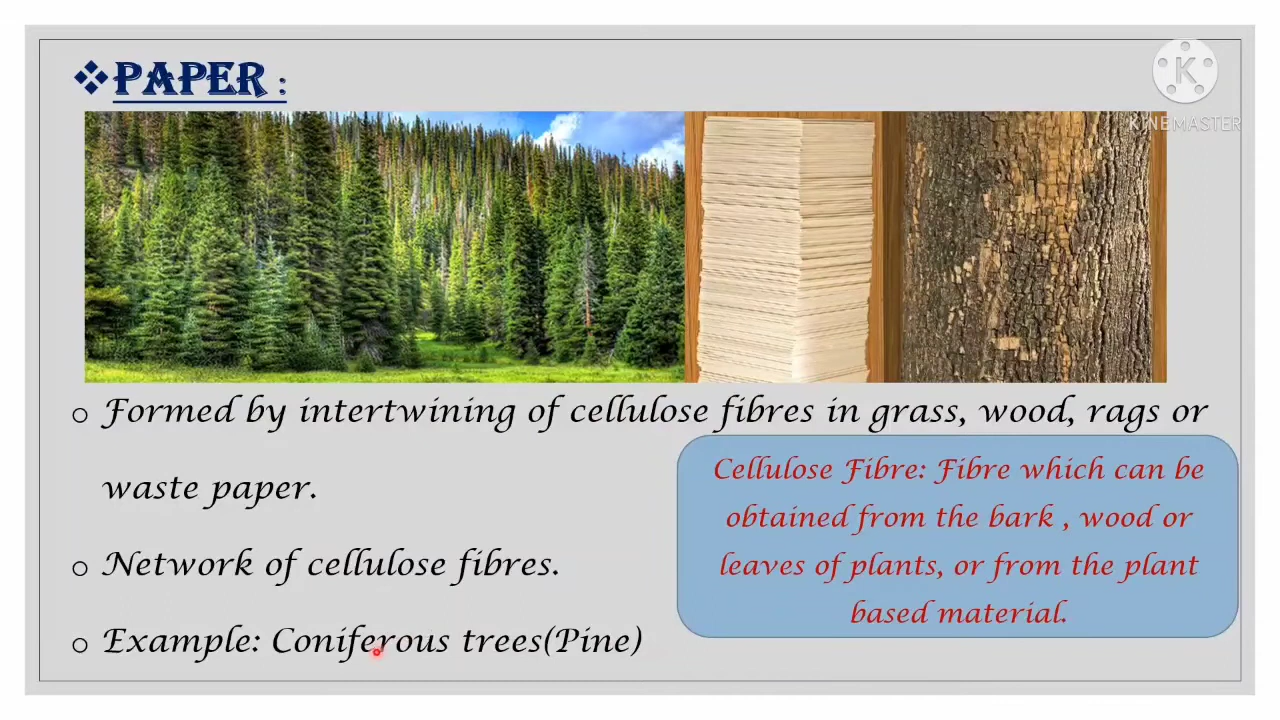 ❖PAPER :
K
KINEMASTER
o Formed by intertwining of cellulose fibres in grass, wood, rags or
waste paper.
o Network of cellulose fibres.
o Example: Coniferous trees(Pine)
Cellulose Fibre: Fibre which can be
obtained from the bark , wood or
leaves of plants, or from the plant
based material.